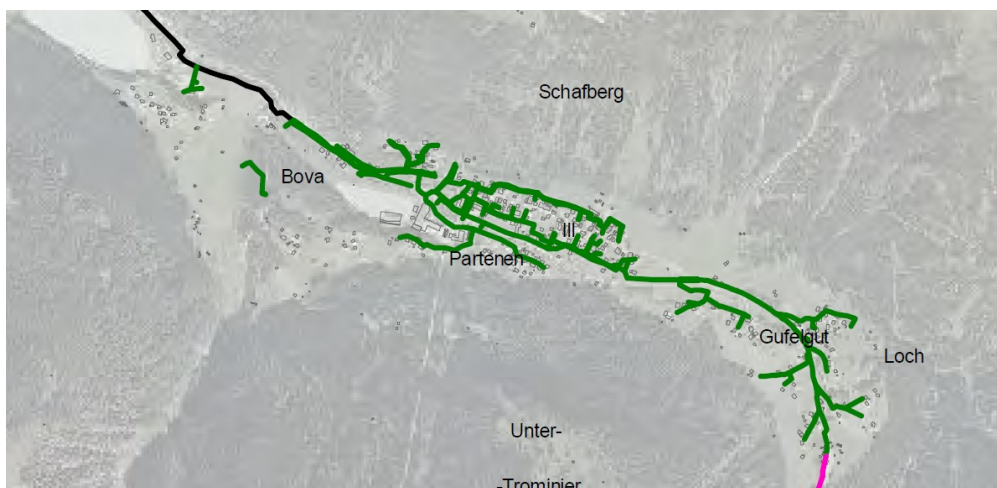 Schafberg
Bova
Ill
Partenen
Gufelgut
Loch
Unter-
-Trominier